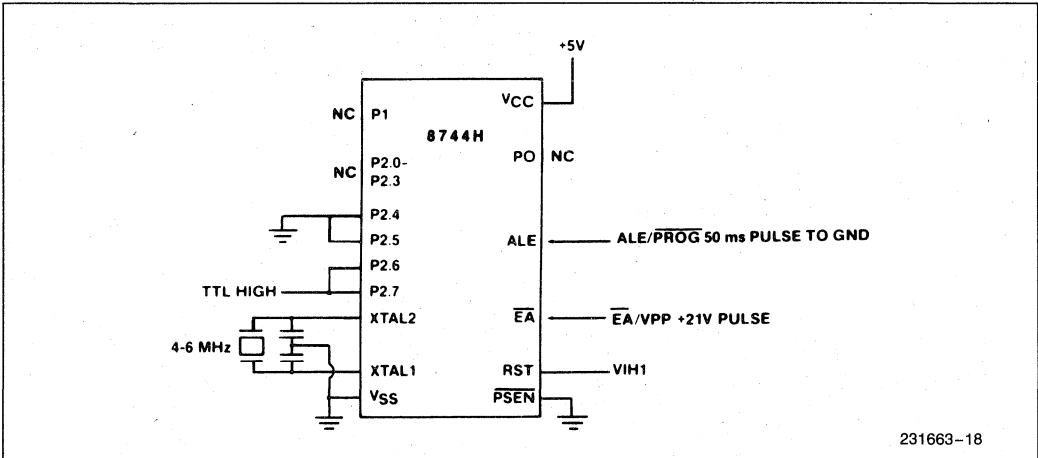 +5V
VCC
NC P1
8744H
PO NC
NC P2.0-
P2.3
P2.4
P2.5
ALE
ALE/PROG 50 ms PULSE TO GND
P2.6
TTL HIGH P2.7
XTAL2
EA
EA/VPP +21V PULSE
4-6 MHz
XTAL1
RST
VIH1
VSS
PSEN
231663-18